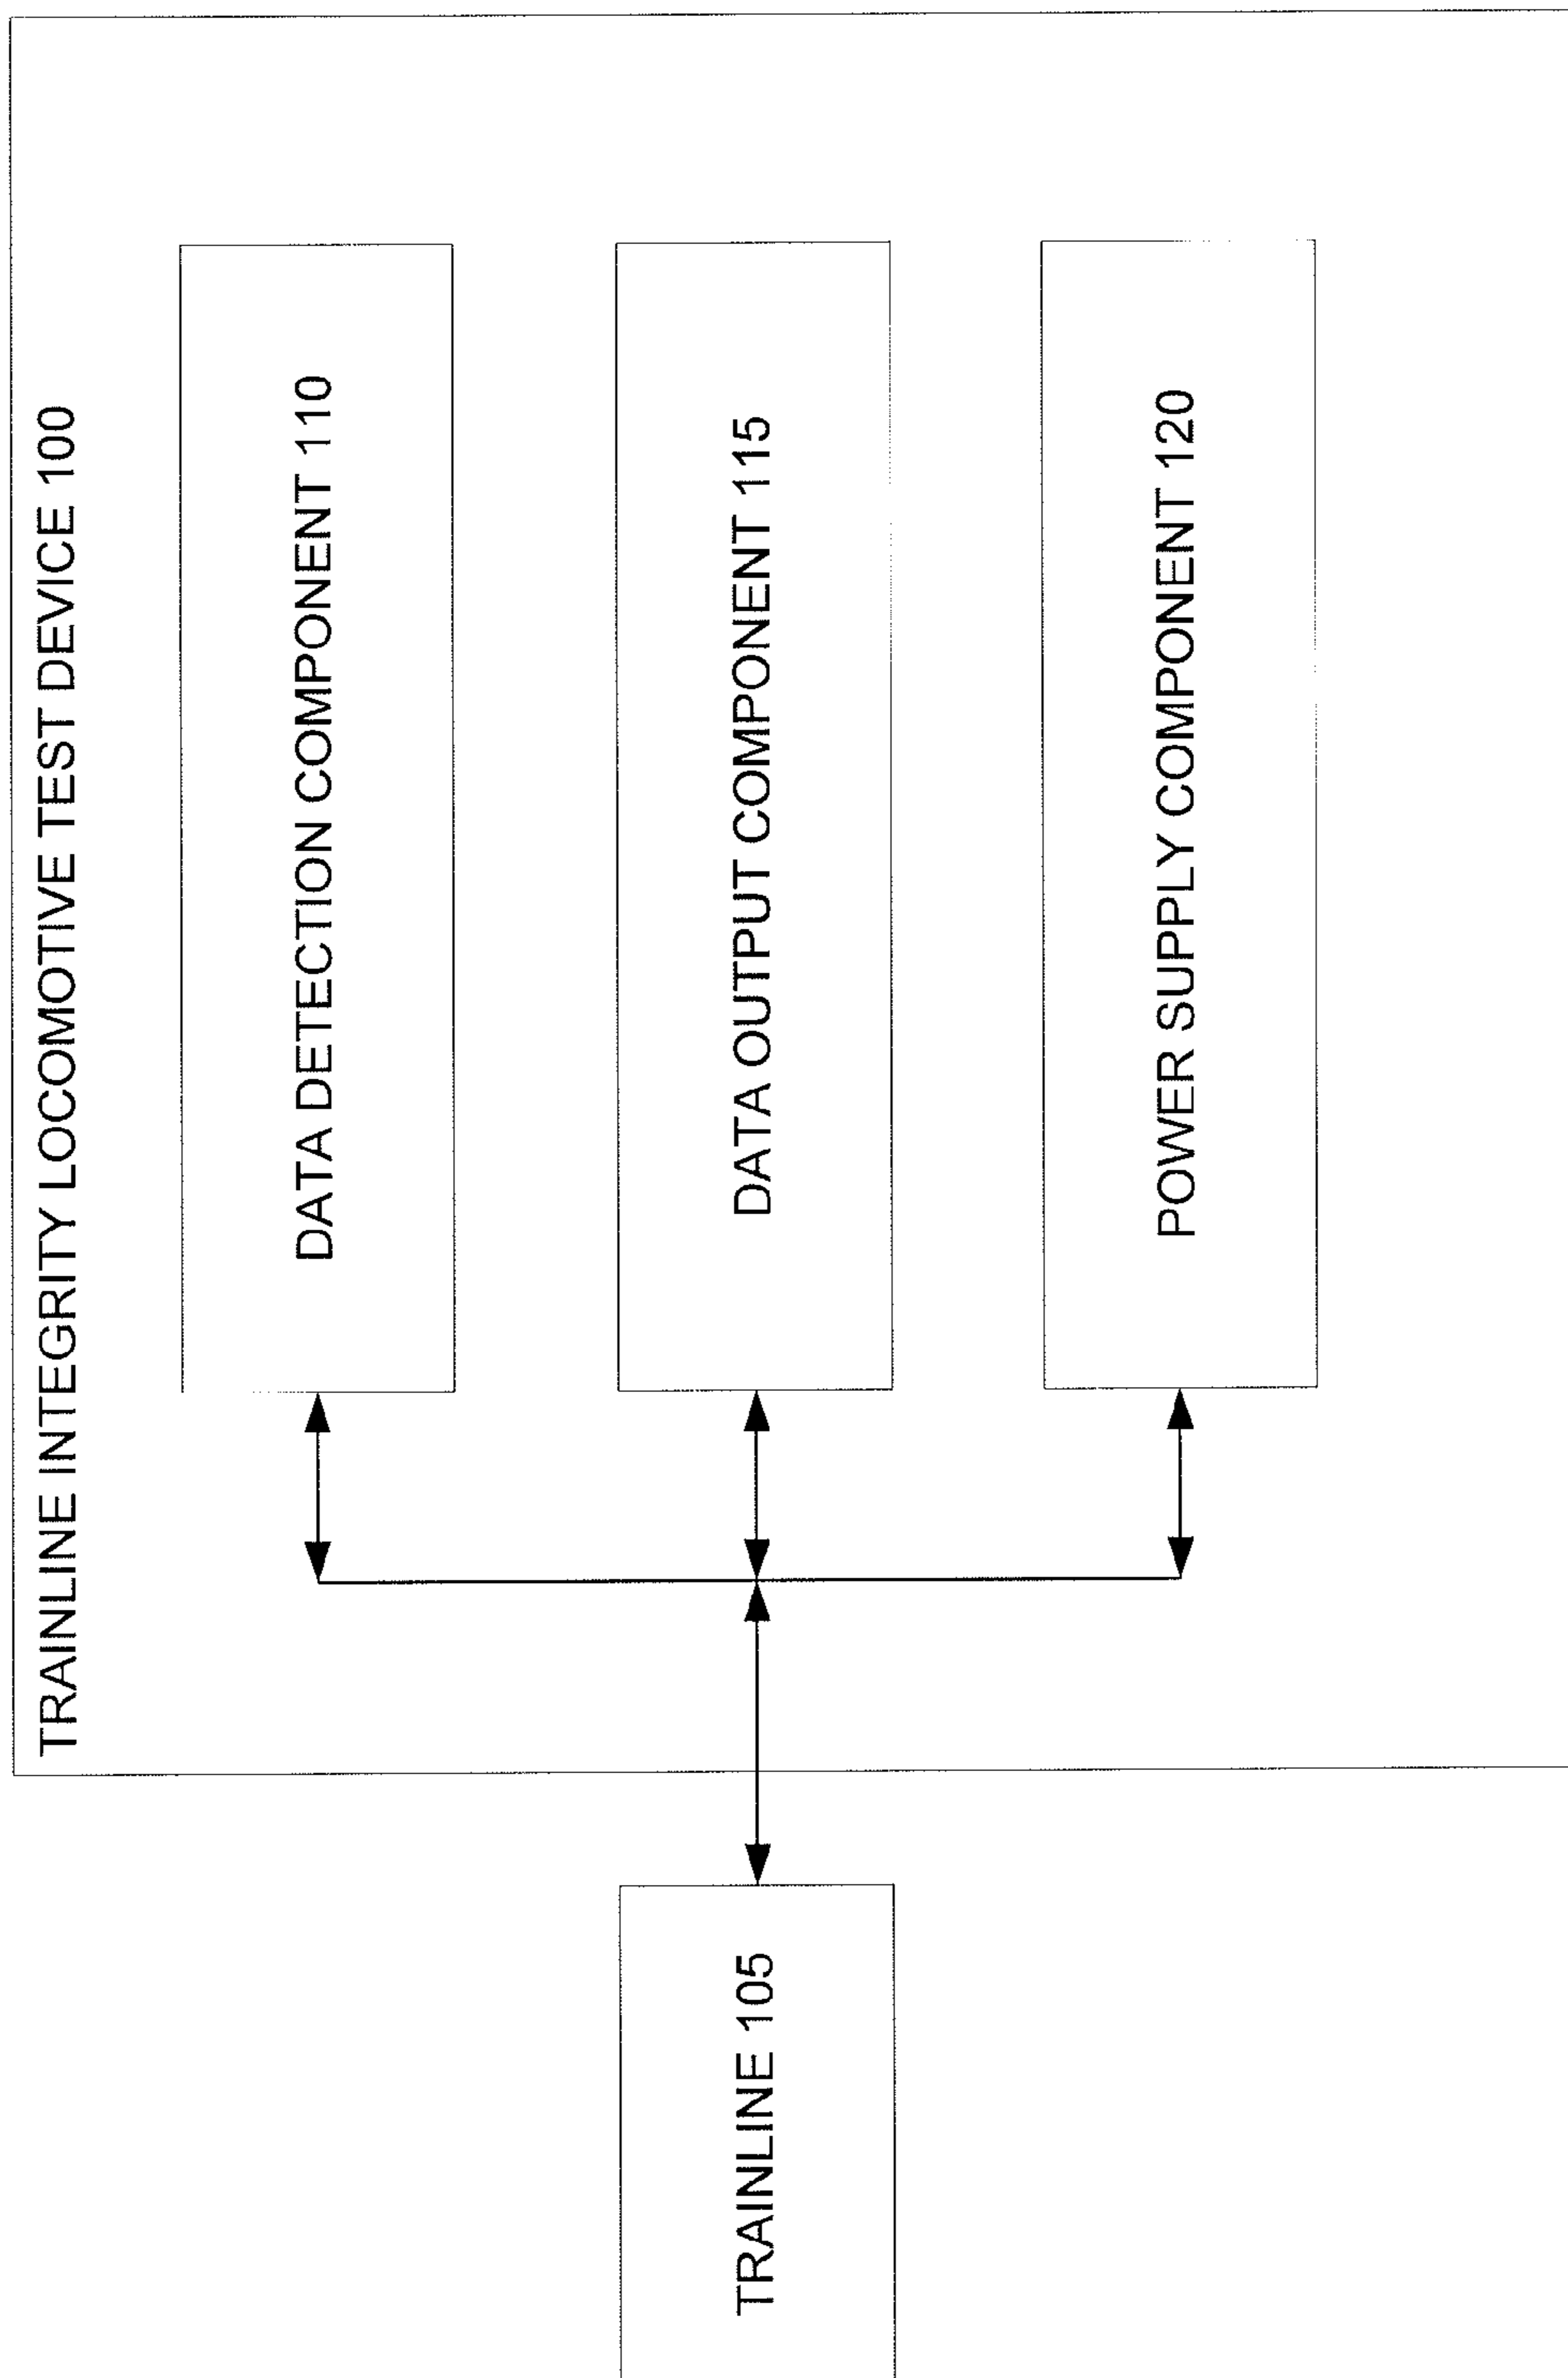 TRAINLINE INTEGRITY LOCOMOTIVE TEST DEVICE 100
DATA DETECTION COMPONENT 110
TRAINLINE 105
DATA OUTPUT COMPONENT 115
POWER SUPPLY COMPONENT 120